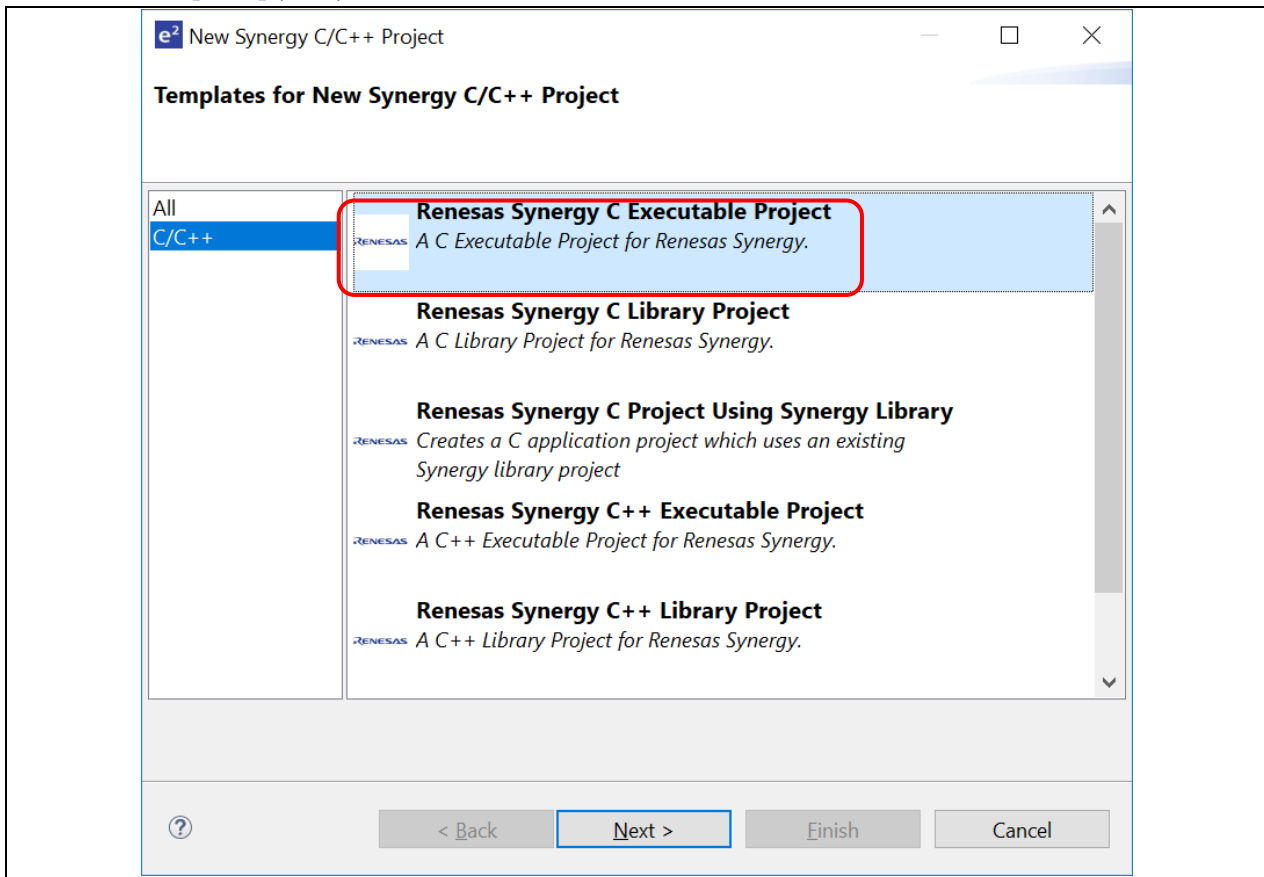 e² New Synergy C/C++ Project
Templates for New Synergy C/C++ Project
All
C/C++
Renesas Synergy C Executable Project
RENESAS A C Executable Project for Renesas Synergy.
Renesas Synergy C Library Project
RENESAS A C Library Project for Renesas Synergy.
Renesas Synergy C Project Using Synergy Library
RENESAS Creates a C application project which uses an existing
Synergy library project
Renesas Synergy C++ Executable Project
RENESAS A C++ Executable Project for Renesas Synergy.
Renesas Synergy C++ Library Project
RENESAS A C++ Library Project for Renesas Synergy.
? < Back Next > Finish Cancel